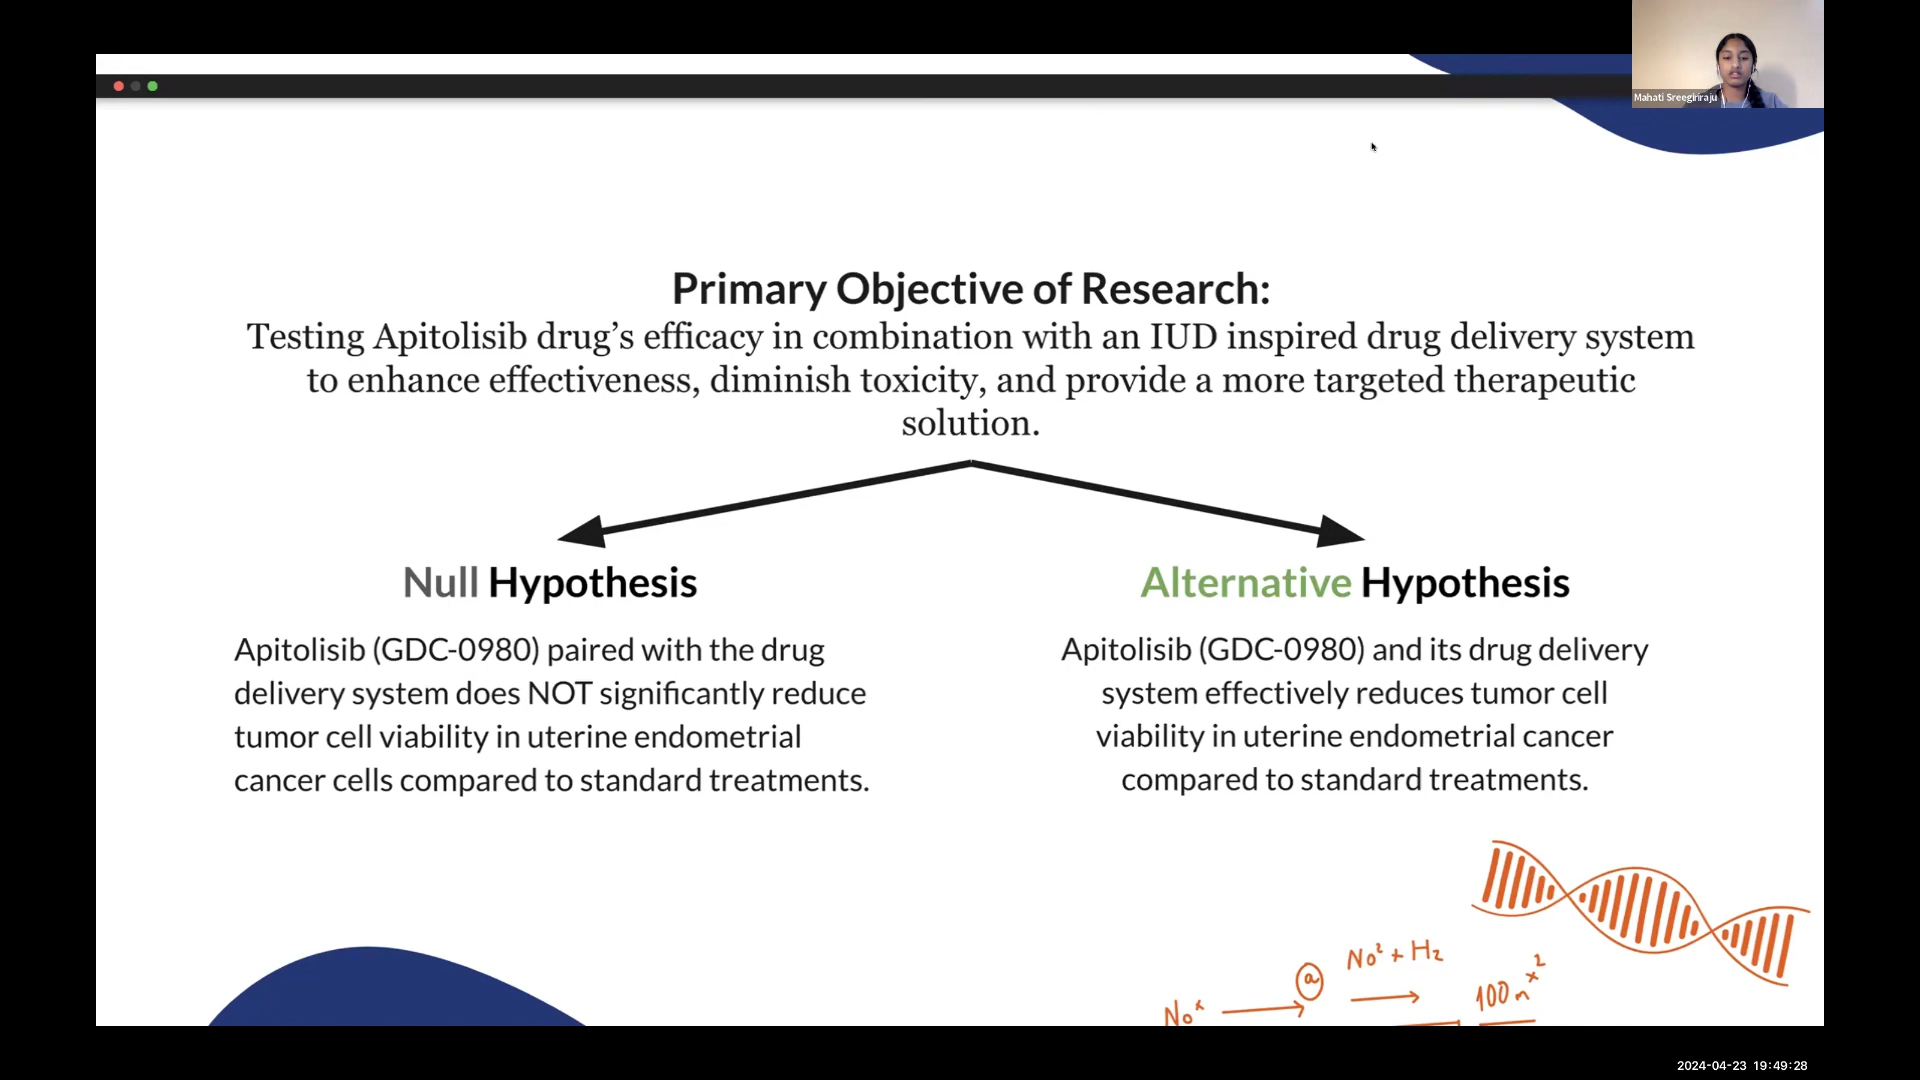 Mahati Sreegiriraju
Primary Objective of Research:
Testing Apitolisib drug’s efficacy in combination with an IUD inspired drug delivery system
to enhance effectiveness, diminish toxicity, and provide a more targeted therapeutic
solution.
Null Hypothesis
Apitolisib (GDC-0980) paired with the drug
delivery system does NOT significantly reduce
tumor cell viability in uterine endometrial
cancer cells compared to standard treatments.
Alternative Hypothesis
Apitolisib (GDC-0980) and its drug delivery
system effectively reduces tumor cell
viability in uterine endometrial cancer
compared to standard treatments.
No² + H₂
a
100n
Noˣ
2024-04-23 19:49:28